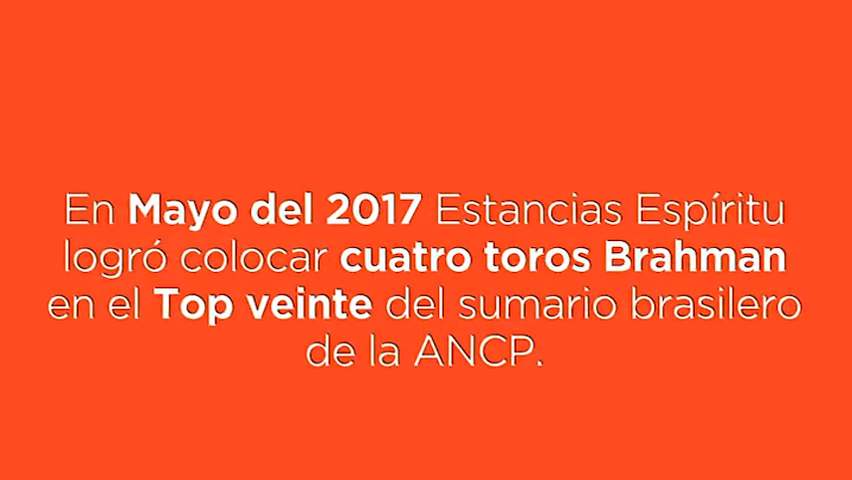 En Mayo del 2017 Estancias Espíritu
logró colocar cuatro toros Brahman
en el Top veinte del sumario brasilero
de la ANCP.